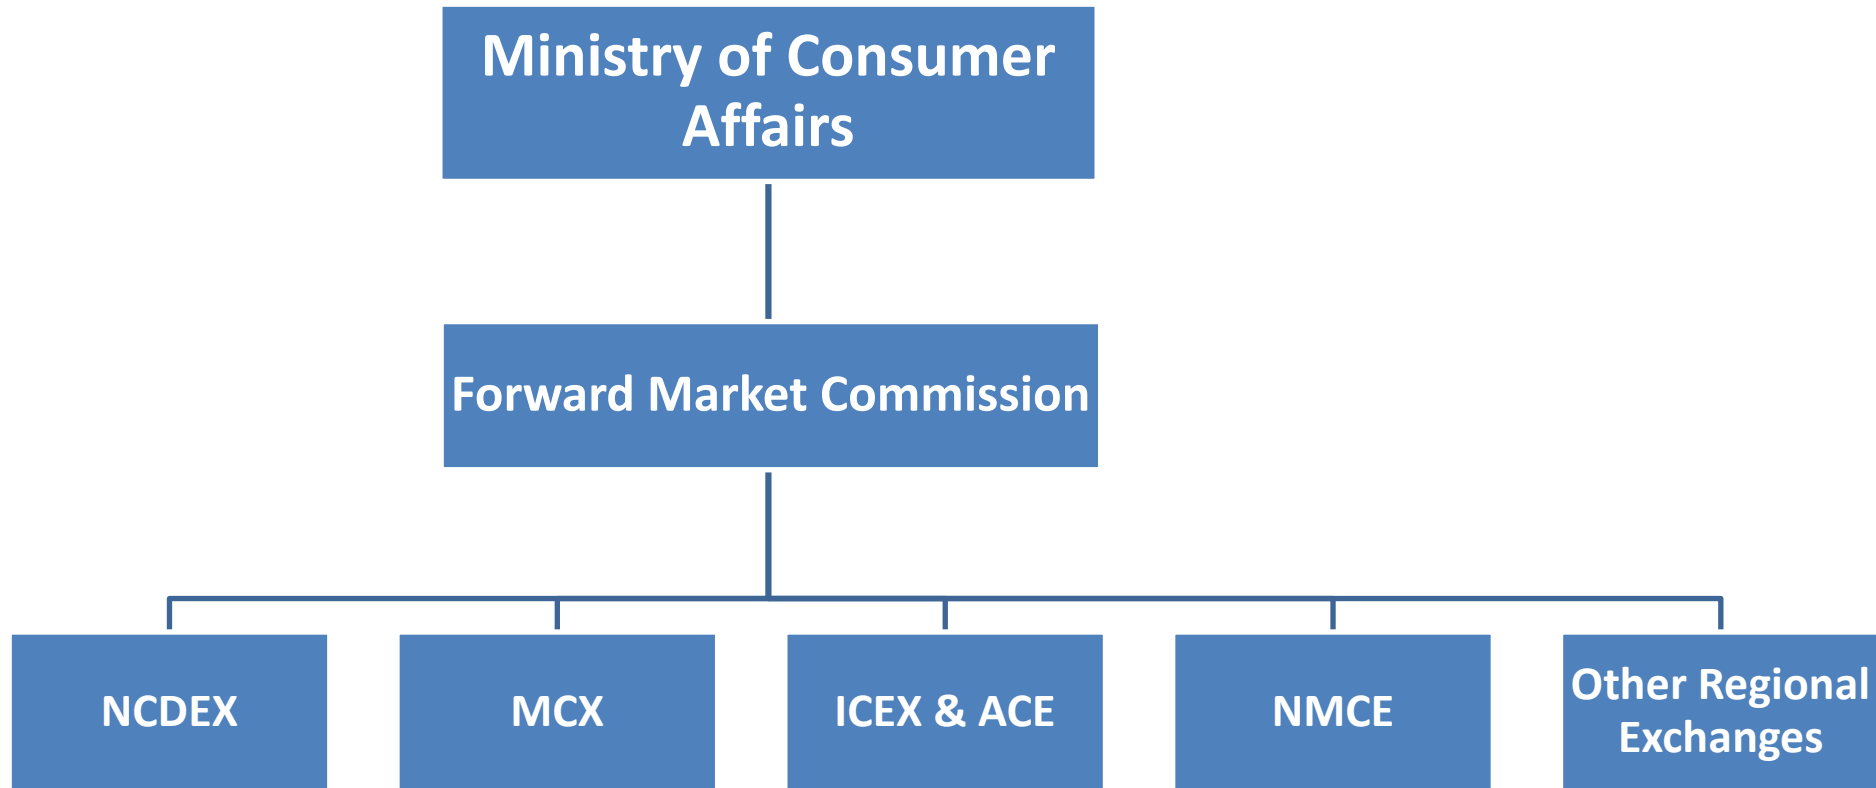 Ministry of Consumer
Affairs
Forward Market Commission
NCDEX
MCX
ICEX & ACE
NMCE
Other Regional
Exchanges